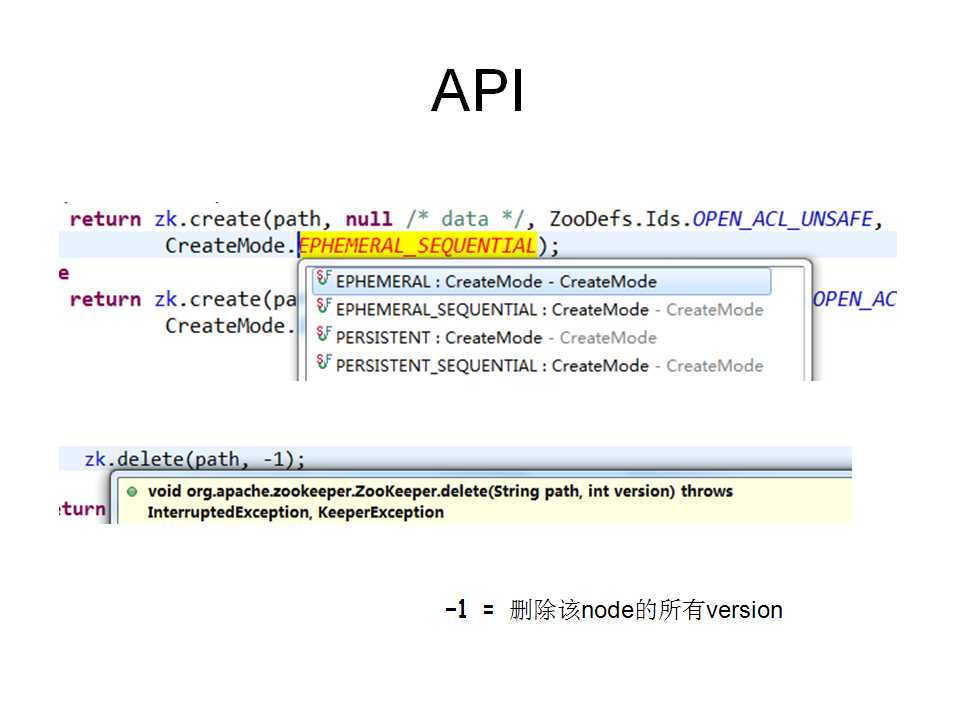 API
return zk.create(path, null /* data */, ZooDefs.Ids.OPEN_ACL_UNSAFE,
CreateMode.EPHEMERAL_SEQUENTIAL);
e
EPHEMERAL : CreateMode - CreateMode
return zk.create(pa OPEN_AC
EPHEMERAL_SEQUENTIAL : CreateMode - CreateMode
CreateMode.
PERSISTENT : CreateMode - CreateMode
PERSISTENT_SEQUENTIAL : CreateMode - CreateMode
zk.delete(path, -1);
void org.apache.zookeeper.ZooKeeper.delete(String path, int version) throws
eturn
InterruptedException, KeeperException
-1 = 删除该node的所有version